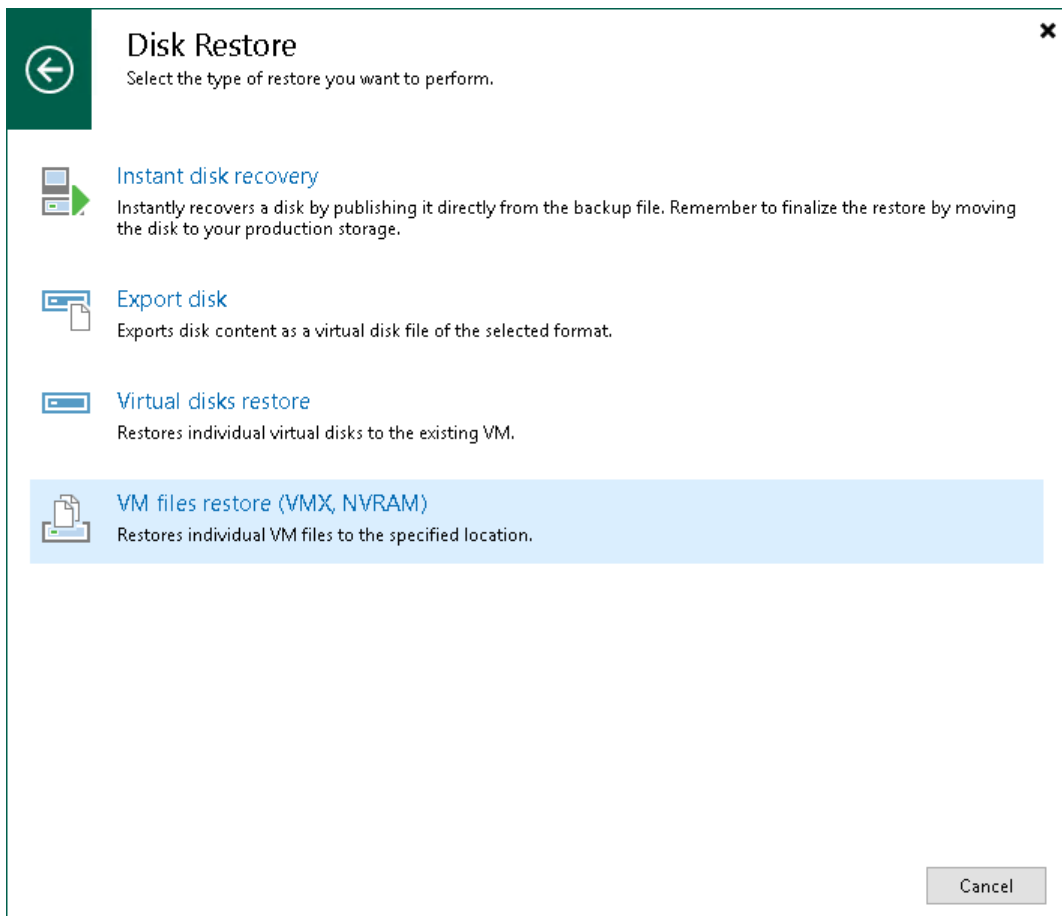 Disk Restore
Select the type of restore you want to perform.
Instant disk recovery
Instantly recovers a disk by publishing it directly from the backup file. Remember to finalize the restore by moving
the disk to your production storage.
Export disk
Exports disk content as a virtual disk file of the selected format.
Virtual disks restore
Restores individual virtual disks to the existing VM.
VM files restore (VMX, NVRAM)
Restores individual VM files to the specified location.
Cancel